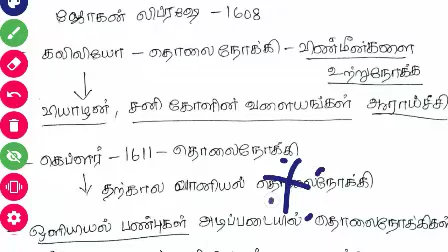 ஜோகன் லிப்ரஷே - 1608
கலிலியோ - தொலைநோக்கி - விண்மீன்களை
உற்றுநோக்க
வியாழன், சனி கோளின் வளையங்கள் ஆராய்ச்சி
கெப்ளர் - 1611 - தொலைநோக்கி
தற்கால வானியல் தொலைநோக்கி
ஒளியியல் பண்புகள் அடிப்படையில் தொலைநோக்கிகள்